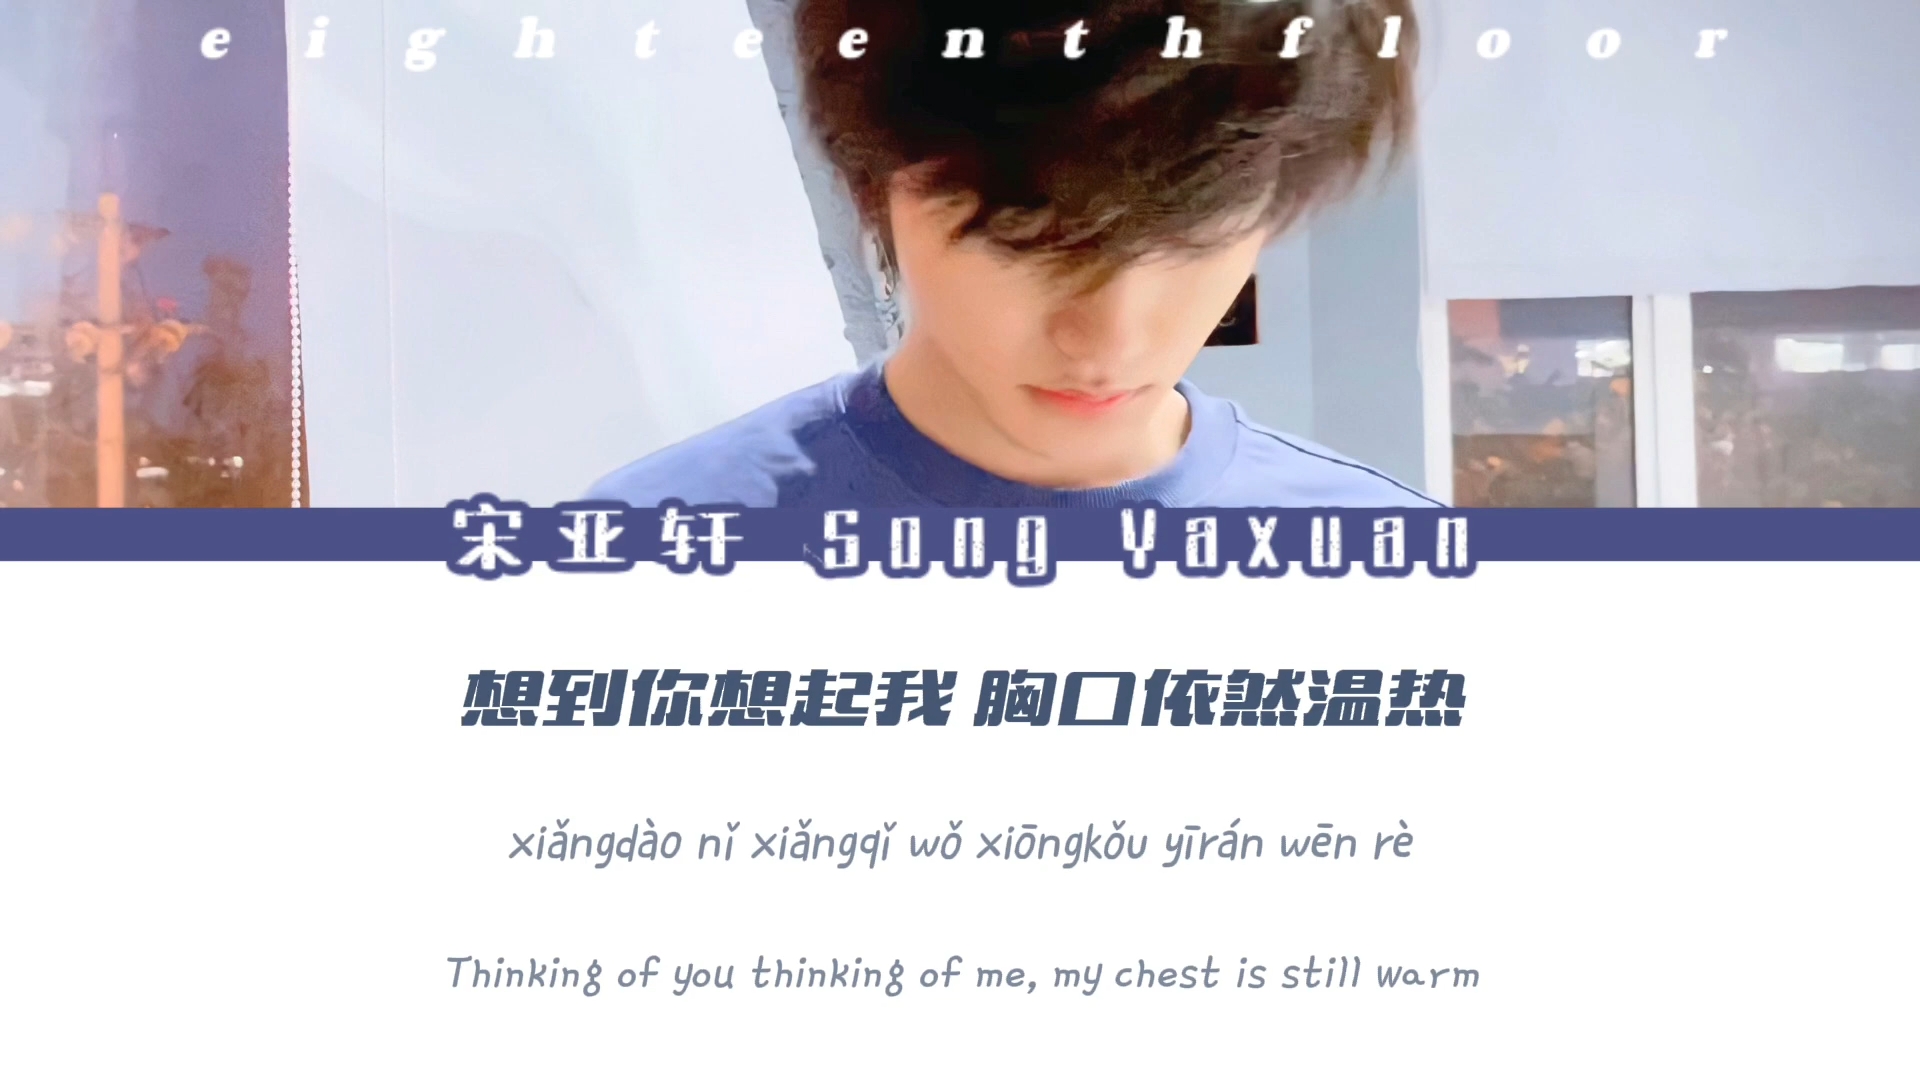 eighteenthfloor
宋亚轩 Song Yaxuan
想到你想起我 胸口依然温热
xiǎngdào nǐ xiǎngqǐ wǒ xiōngkǒu yīrán wēn rè
Thinking of you thinking of me, my chest is still warm